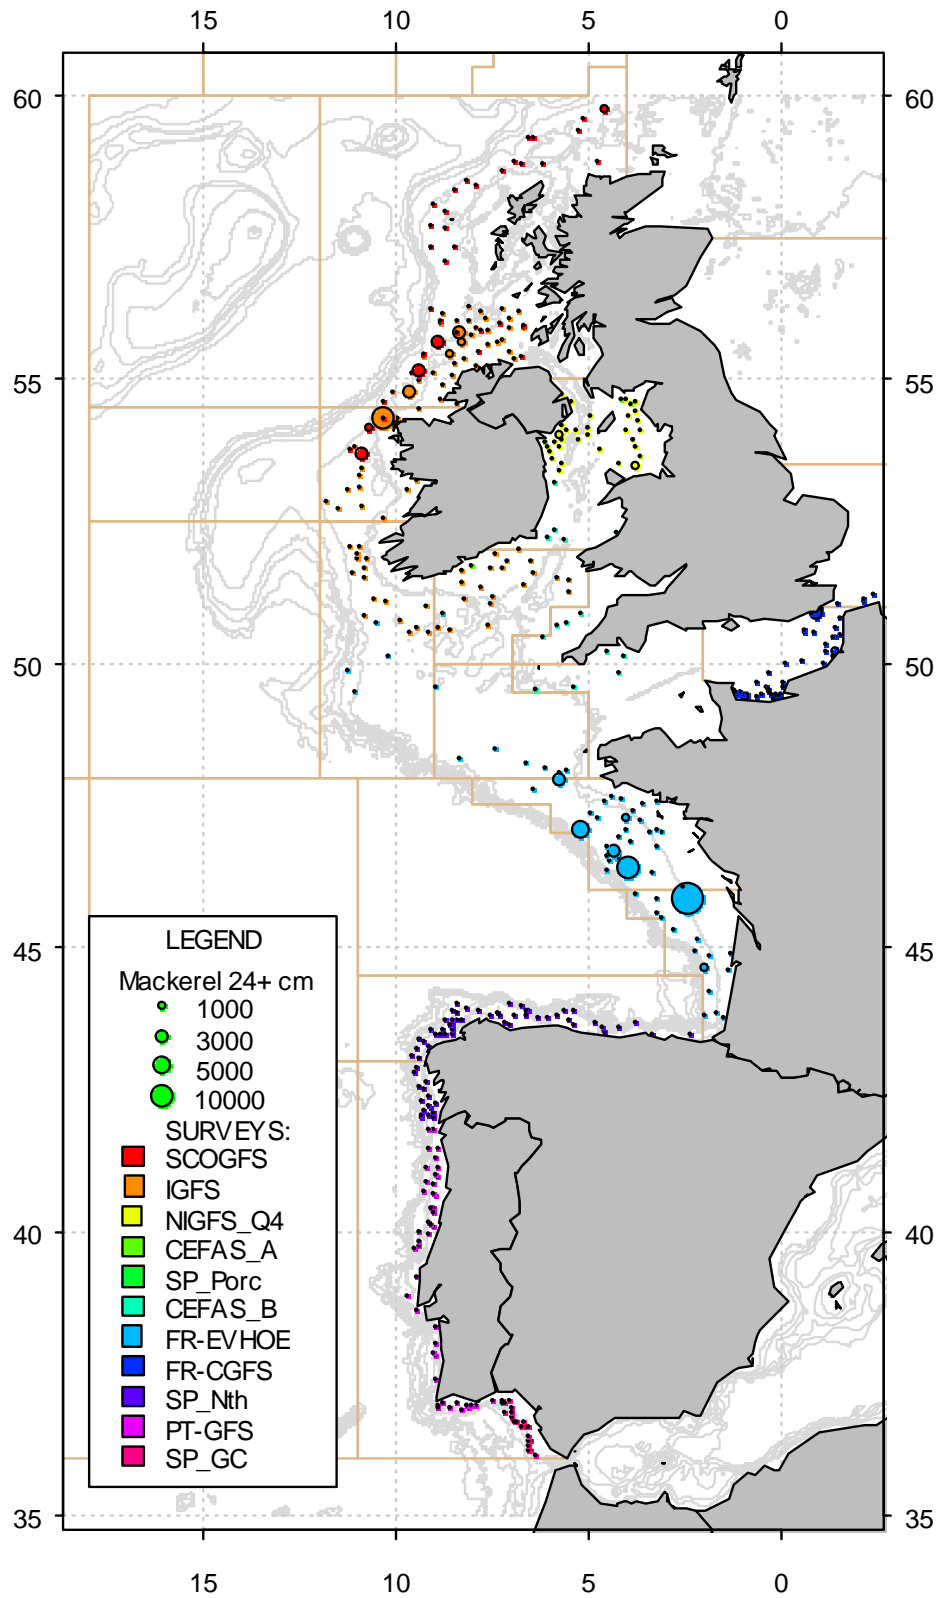 15 10 5 0
60 60
55 55
50 50
45 45
LEGEND
Mackerel 24+ cm
1000
3000
5000
10000
SURVEYS:
SCOGFS
IGFS
NIGFS_Q4
CEFAS_A
SP_Porc
CEFAS_B
FR-EVHOE
FR-CGFS
SP_Nth
PT-GFS
SP_GC
40 40
35 35
15 10 5 0